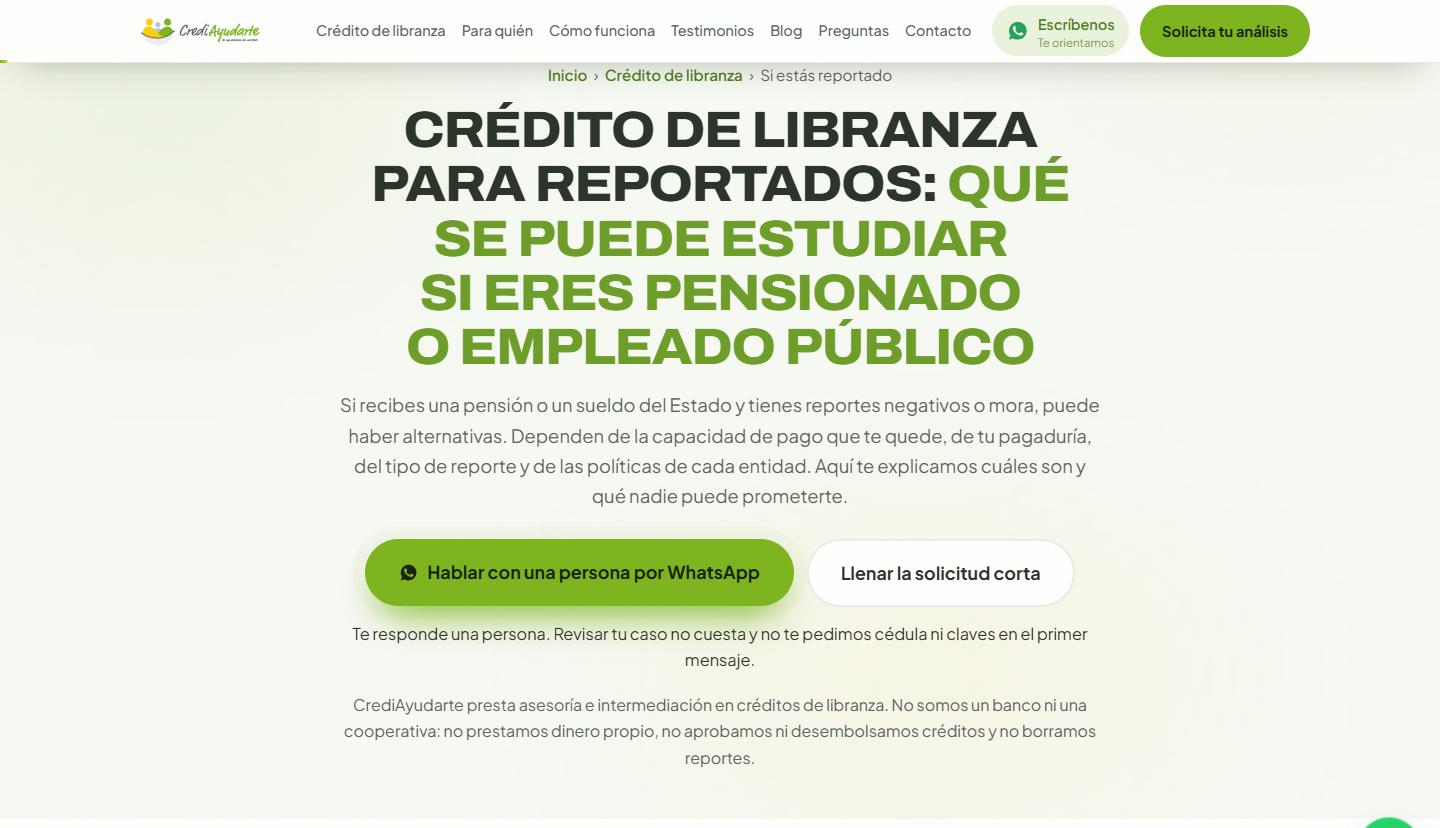 CrediAyudarte
Crédito de libranza Para quién Cómo funciona Testimonios Blog Preguntas Contacto
Escríbenos
Te orientamos
Solicita tu análisis
Inicio › Crédito de libranza › Si estás reportado
CRÉDITO DE LIBRANZA
PARA REPORTADOS: QUÉ
SE PUEDE ESTUDIAR
SI ERES PENSIONADO
O EMPLEADO PÚBLICO
Si recibes una pensión o un sueldo del Estado y tienes reportes negativos o mora, puede
haber alternativas. Dependen de la capacidad de pago que te quede, de tu pagaduría,
del tipo de reporte y de las políticas de cada entidad. Aquí te explicamos cuáles son y
qué nadie puede prometerte.
Hablar con una persona por WhatsApp
Llenar la solicitud corta
Te responde una persona. Revisar tu caso no cuesta y no te pedimos cédula ni claves en el primer
mensaje.
CrediAyudarte presta asesoría e intermediación en créditos de libranza. No somos un banco ni una
cooperativa: no prestamos dinero propio, no aprobamos ni desembolsamos créditos y no borramos
reportes.